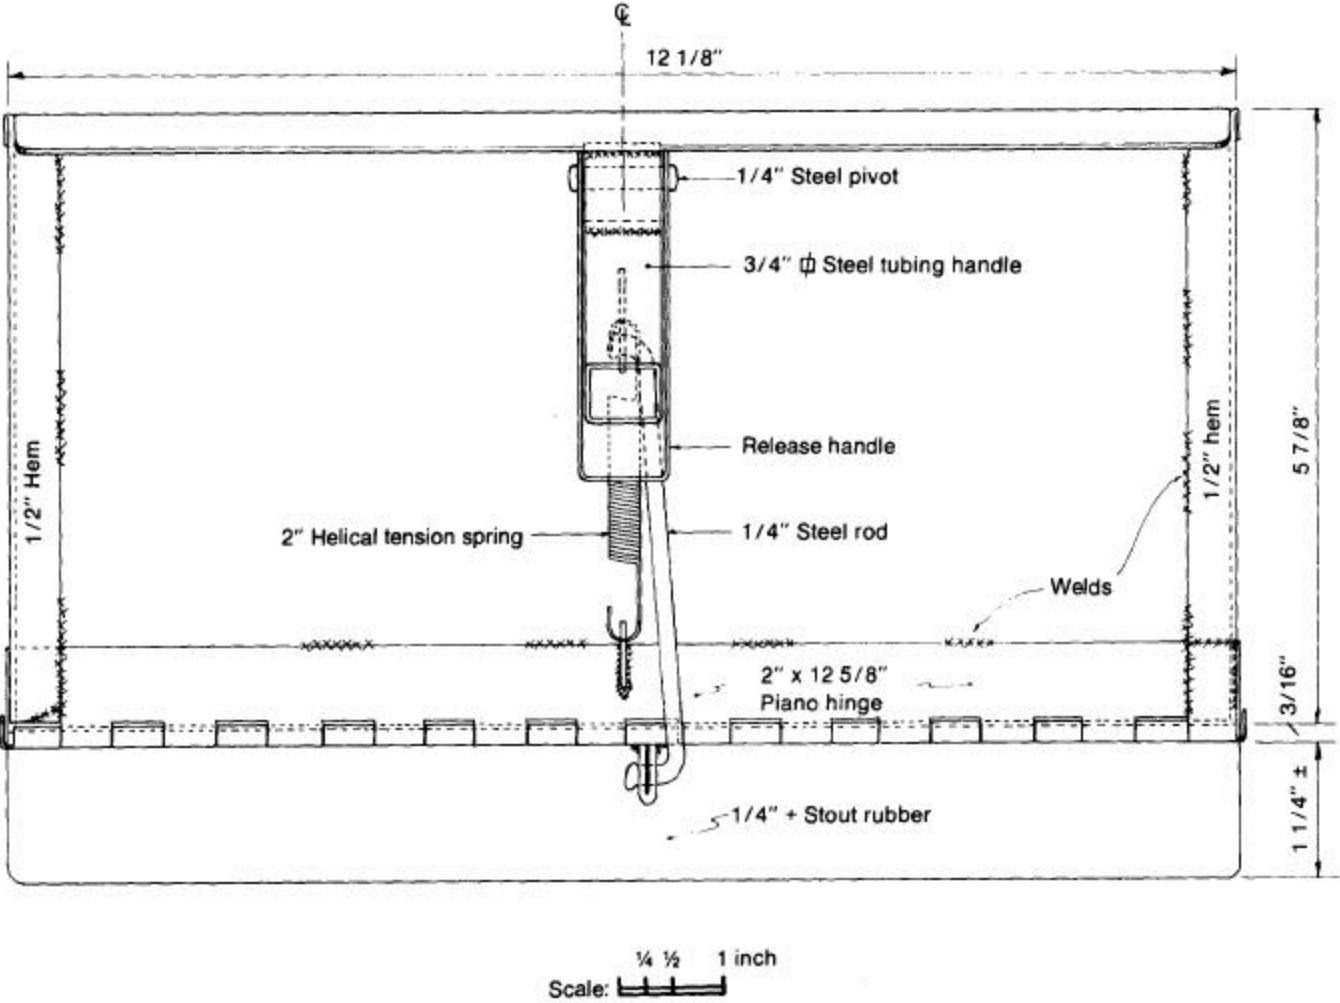 ℄
12 1/8"
1/4" Steel pivot
3/4" ⏀ Steel tubing handle
Release handle
1/2" Hem
1/2" hem
5 7/8"
2" Helical tension spring
1/4" Steel rod
Welds
2" x 12 5/8"
Piano hinge
3/16"
1 1/4" ±
1/4" + Stout rubber
¼ ½ 1 inch
Scale: